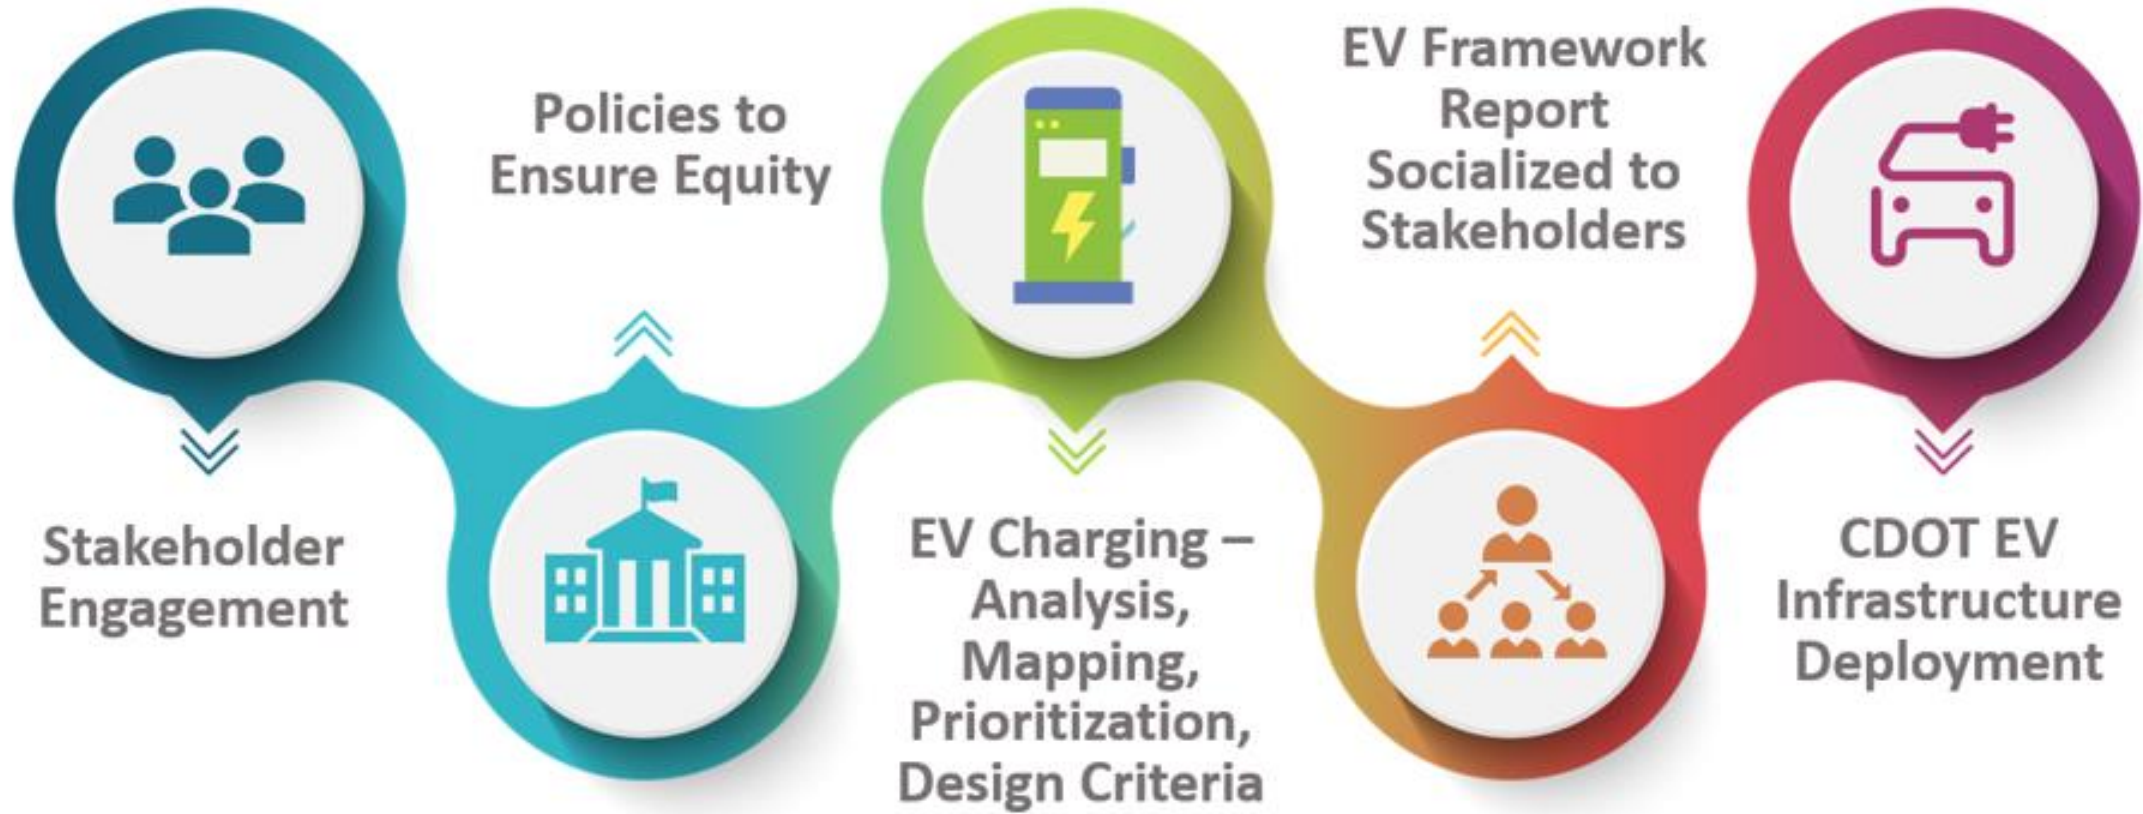 Stakeholder
Engagement
Policies to
Ensure Equity
EV Charging –
Analysis,
Mapping,
Prioritization,
Design Criteria
EV Framework
Report
Socialized to
Stakeholders
CDOT EV
Infrastructure
Deployment